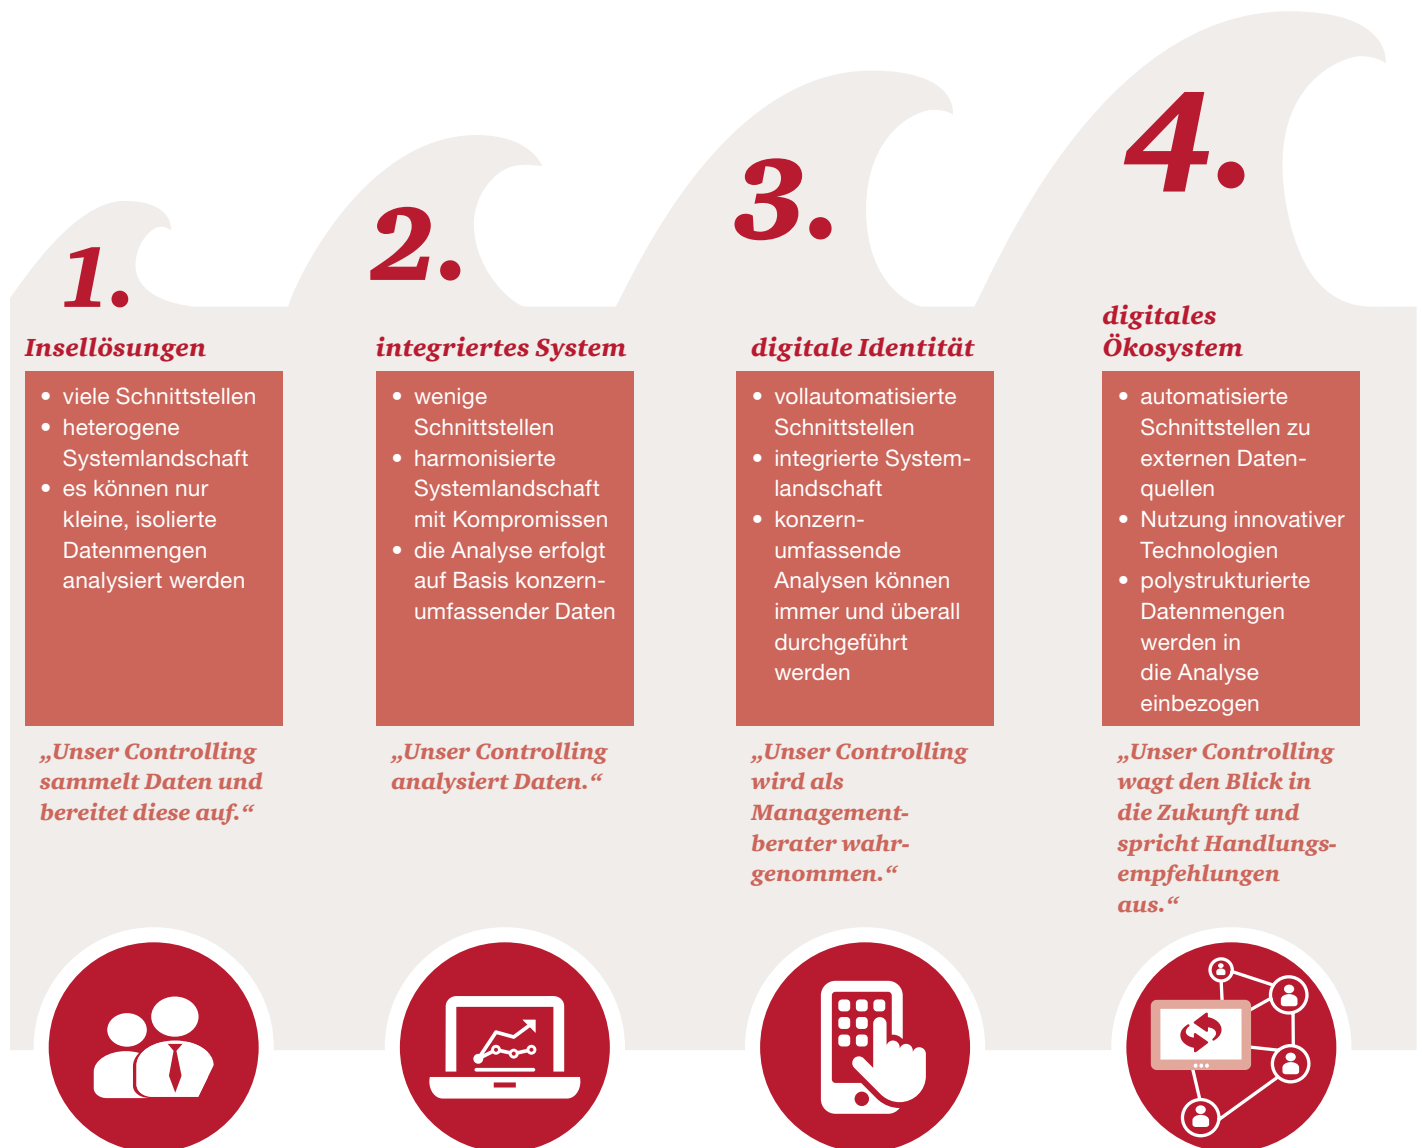 1.
Insellösungen
• viele Schnittstellen
• heterogene
Systemlandschaft
• es können nur
kleine, isolierte
Datenmengen
analysiert werden
„Unser Controlling
sammelt Daten und
bereitet diese auf.“
2.
integriertes System
• wenige
Schnittstellen
• harmonisierte
Systemlandschaft
mit Kompromissen
• die Analyse erfolgt
auf Basis konzern-
umfassender Daten
„Unser Controlling
analysiert Daten.“
3.
digitale Identität
• vollautomatisierte
Schnittstellen
• integrierte System-
landschaft
• konzern-
umfassende
Analysen können
immer und überall
durchgeführt
werden
„Unser Controlling
wird als
Management-
berater wahr-
genommen.“
4.
digitales
Ökosystem
• automatisierte
Schnittstellen zu
externen Daten-
quellen
• Nutzung innovativer
Technologien
• polystrukturierte
Datenmengen
werden in
die Analyse
einbezogen
„Unser Controlling
wagt den Blick in
die Zukunft und
spricht Handlungs-
empfehlungen
aus.“